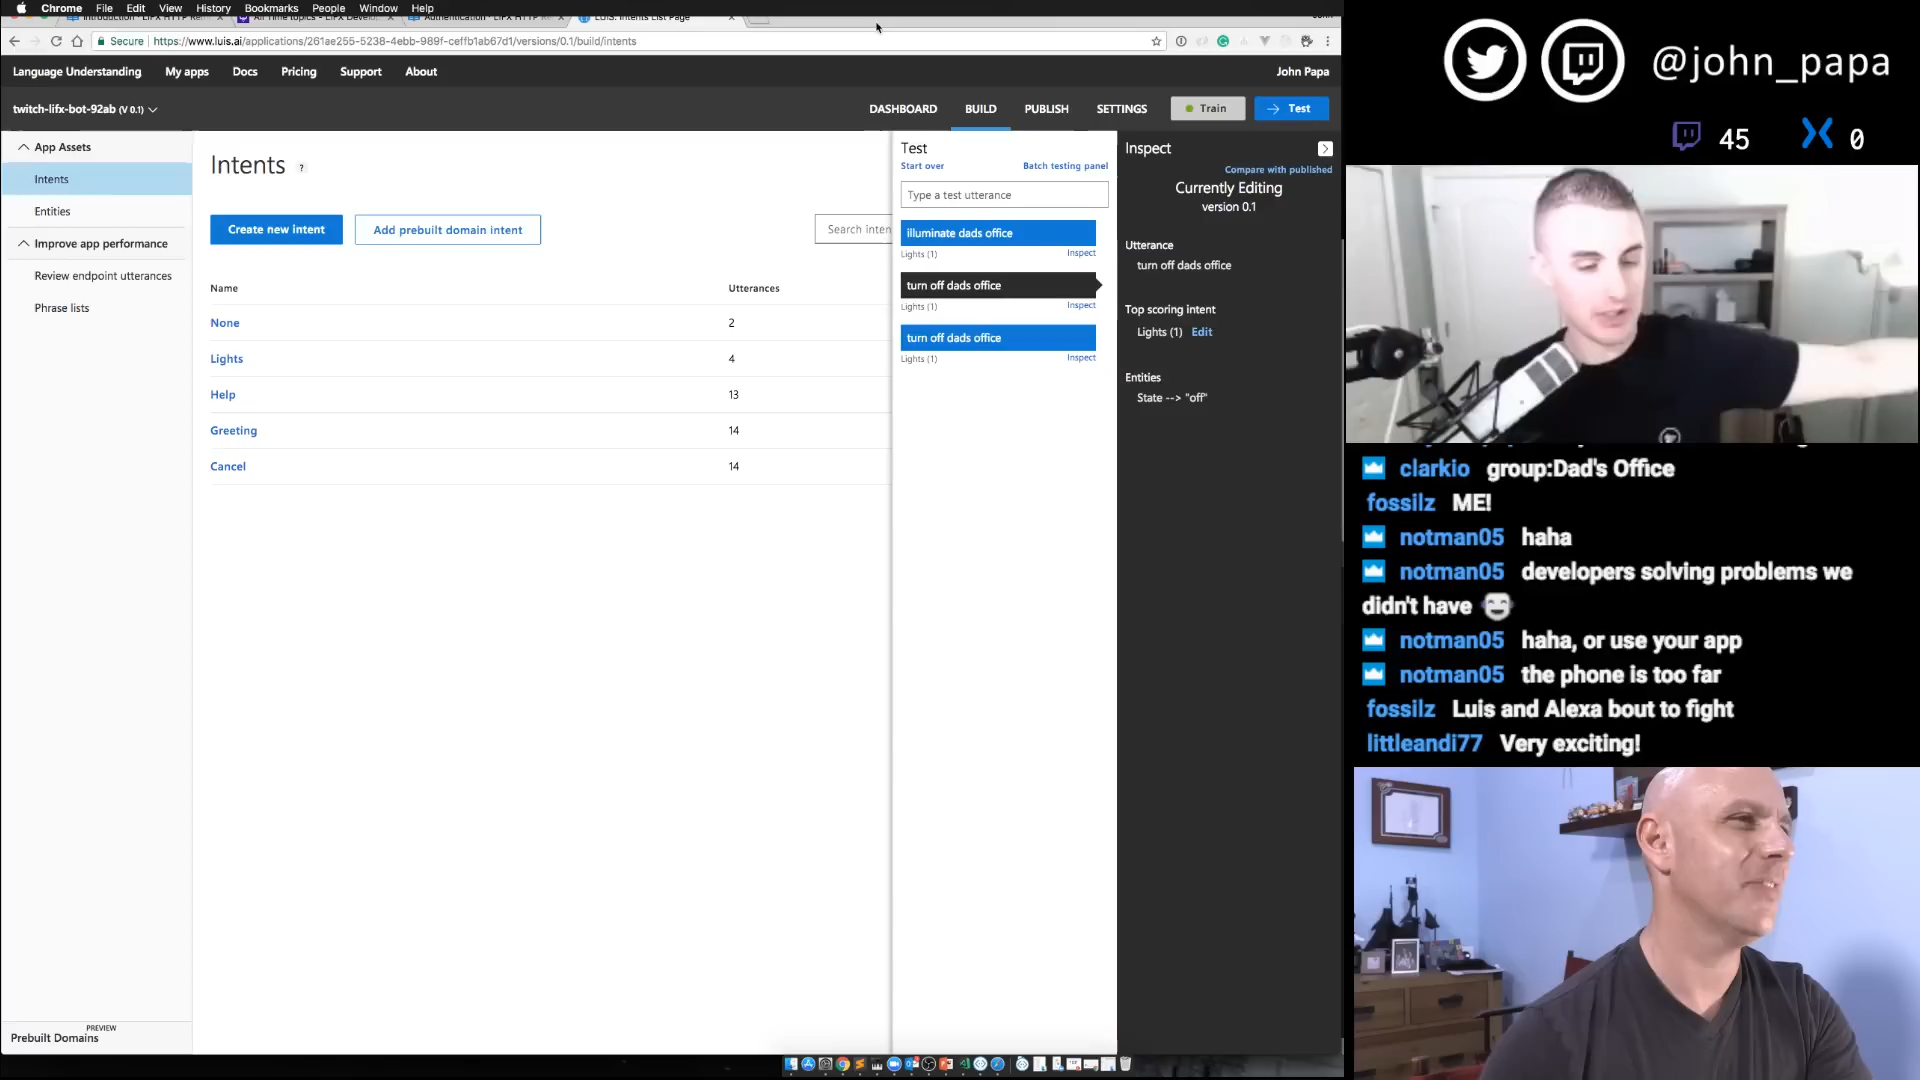 Chrome File Edit View History Bookmarks People Window Help
LUIS: Intents List Page
Secure https://www.luis.ai/applications/261ae255-5238-4ebb-989f-ceffb1ab67d1/versions/0.1/build/intents
Language Understanding My apps Docs Pricing Support About John Papa
twitch-lifx-bot-92ab (V 0.1) DASHBOARD BUILD PUBLISH SETTINGS Train Test
App Assets
Intents
Entities
Improve app performance
Review endpoint utterances
Phrase lists
PREVIEW
Prebuilt Domains
Intents ?
Create new intent Add prebuilt domain intent Search inten
Name Utterances
None 2
Lights 4
Help 13
Greeting 14
Cancel 14
Test
Start over Batch testing panel
Type a test utterance
illuminate dads office
Lights (1) Inspect
turn off dads office
Lights (1) Inspect
turn off dads office
Lights (1) Inspect
Inspect
Compare with published
Currently Editing
version 0.1
Utterance
turn off dads office
Top scoring intent
Lights (1) Edit
Entities
State --> "off"
@john_papa
45 0
clarkio group:Dad's Office
fossilz ME!
notman05 haha
notman05 developers solving problems we
didn't have
notman05 haha, or use your app
notman05 the phone is too far
fossilz Luis and Alexa bout to fight
littleandi77 Very exciting!